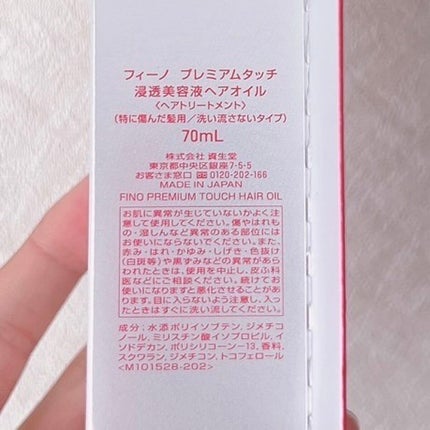 フィーノ プレミアムタッチ
浸透美容液ヘアオイル
〈ヘアトリートメント〉
(特に傷んだ髪用/洗い流さないタイプ)
70mL
株式会社 資生堂
東京都中央区銀座7-5-5
お客さま窓口 0120-202-166
MADE IN JAPAN
FINO PREMIUM TOUCH HAIR OIL
お肌に異常が生じていないかよく注意して
使用してください。傷やはれも
の・湿しんなど異常のある部位には
お使いにならないでください。また、
赤み・はれ・かゆみ・しげき・色抜け
(白斑等)や黒ずみなどの異常があら
われたときは、使用を中止し、皮ふ科
医などにご相談ください。続けてお
使いになりますと悪化させることがあり
ます。目に入らないよう注意し、入っ
たときはすぐに洗い流してください。
成分:水添ポリイソブテン, ジメチコ
ノール, ミリスチン酸イソプロピル, イ
ソドデカン, ポリシリコーン-13, 香料,
スクワラン, ジメチコン, トコフェロール
<M101528-202>